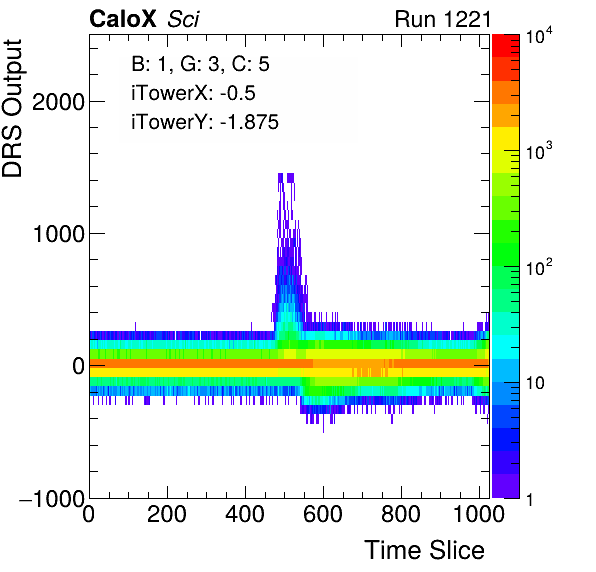 CaloX Sci
Run 1221
B: 1, G: 3, C: 5
iTowerX: -0.5
iTowerY: -1.875
DRS Output
2000
1000
0
−1000
0 200 400 600 800 1000
Time Slice
10^4
10^3
10^2
10
1